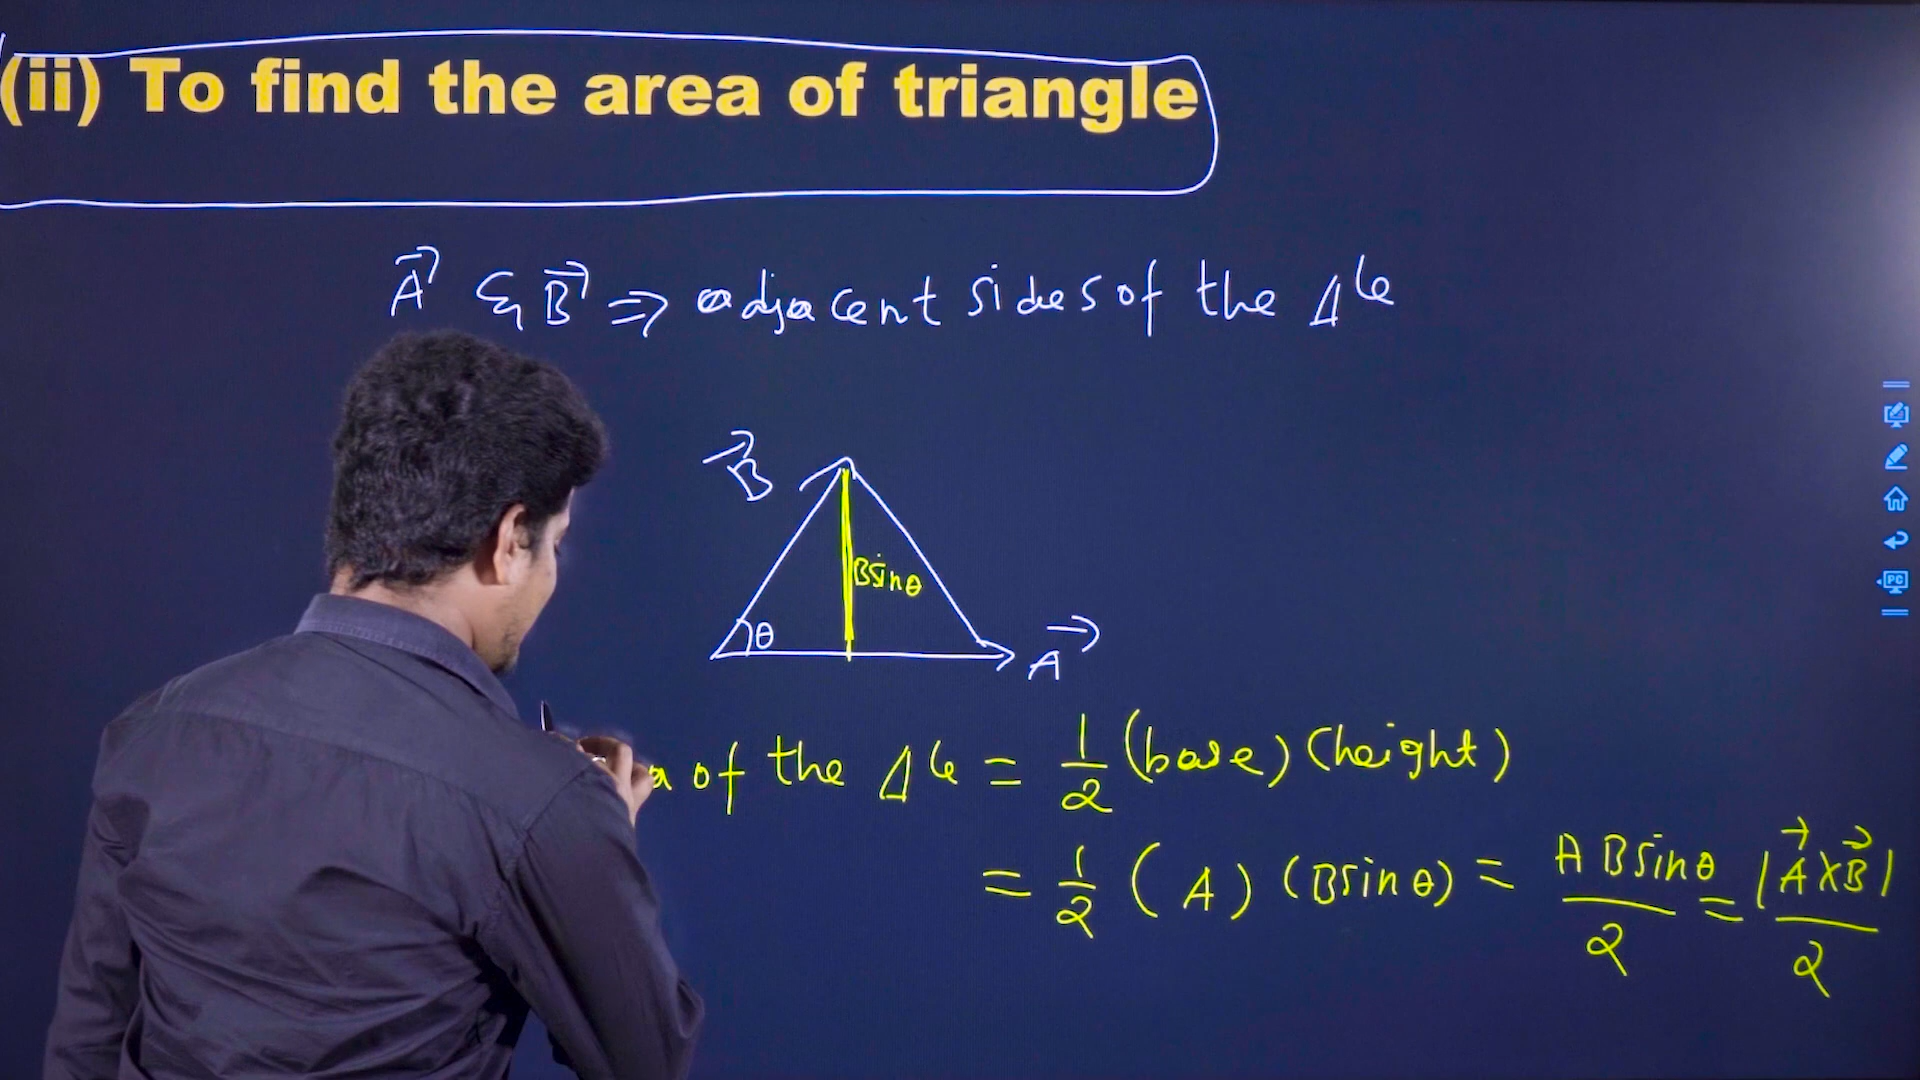 (ii) To find the area of triangle
A⃗ & B⃗ ⇒ adjacent sides of the Δle
B⃗
Bsinθ
θ
A⃗
a of the Δle = 1/2 (base) (height)
= 1/2 (A) (Bsinθ) = ABsinθ/2 = |A⃗×B⃗|/2
PC